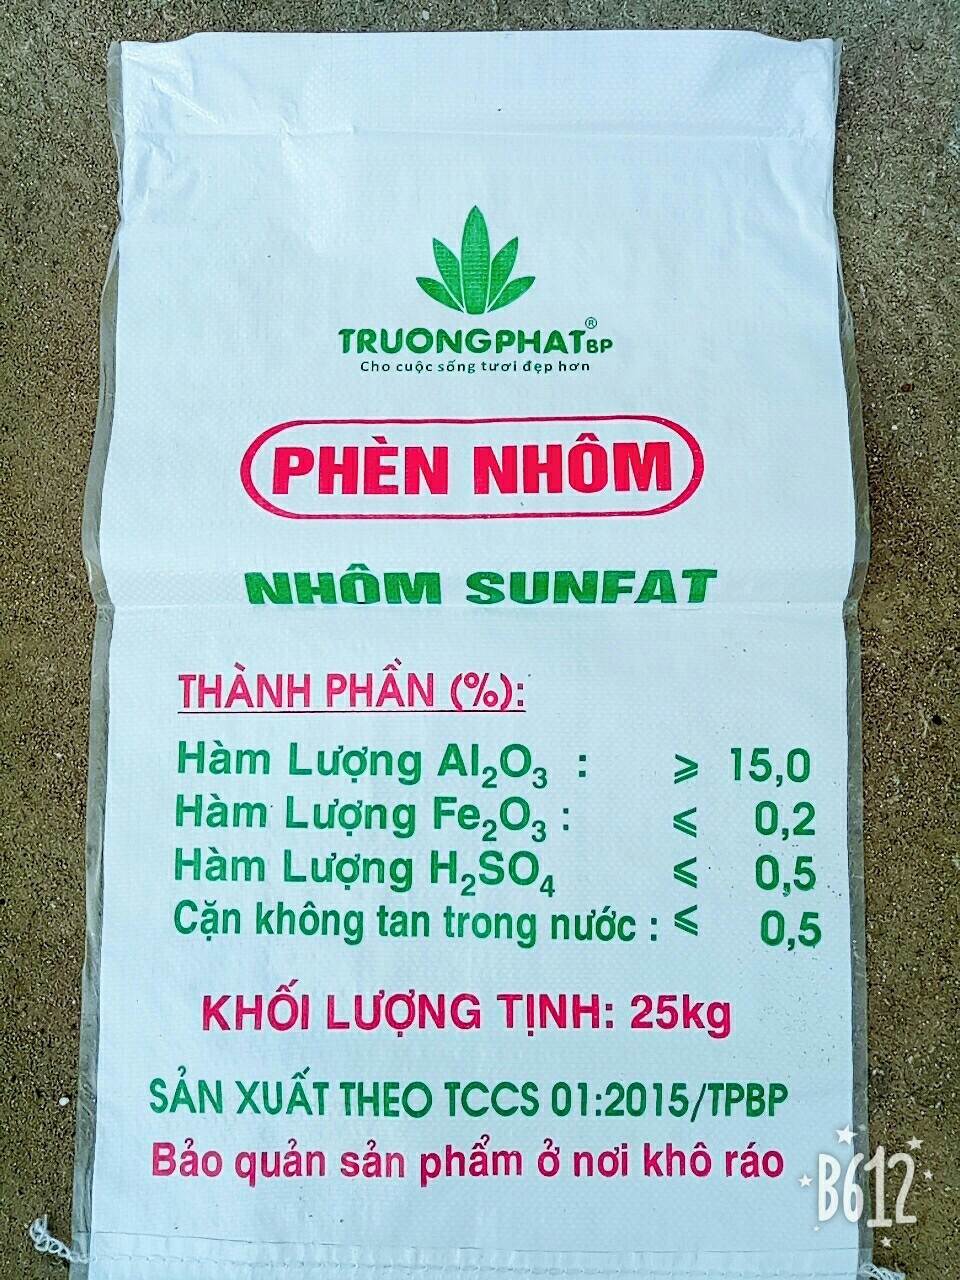 TRUONGPHAT®BP
Cho cuộc sống tươi đẹp hơn
PHÈN NHÔM
NHÔM SUNFAT
THÀNH PHẦN (%):
Hàm Lượng Al₂O₃ : ⩾ 15,0
Hàm Lượng Fe₂O₃ : ⩽ 0,2
Hàm Lượng H₂SO₄ ⩽ 0,5
Cặn không tan trong nước : ⩽ 0,5
KHỐI LƯỢNG TỊNH: 25kg
SẢN XUẤT THEO TCCS 01:2015/TPBP
Bảo quản sản phẩm ở nơi khô ráo
B612